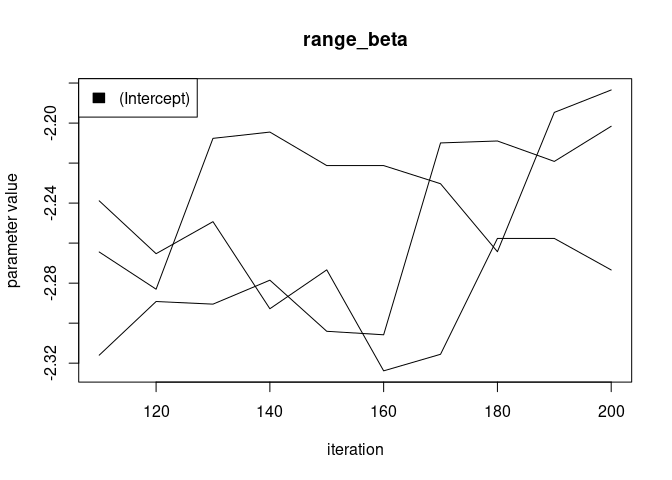 range_beta
(Intercept)
parameter value
-2.20
-2.24
-2.28
-2.32
120 140 160 180 200
iteration